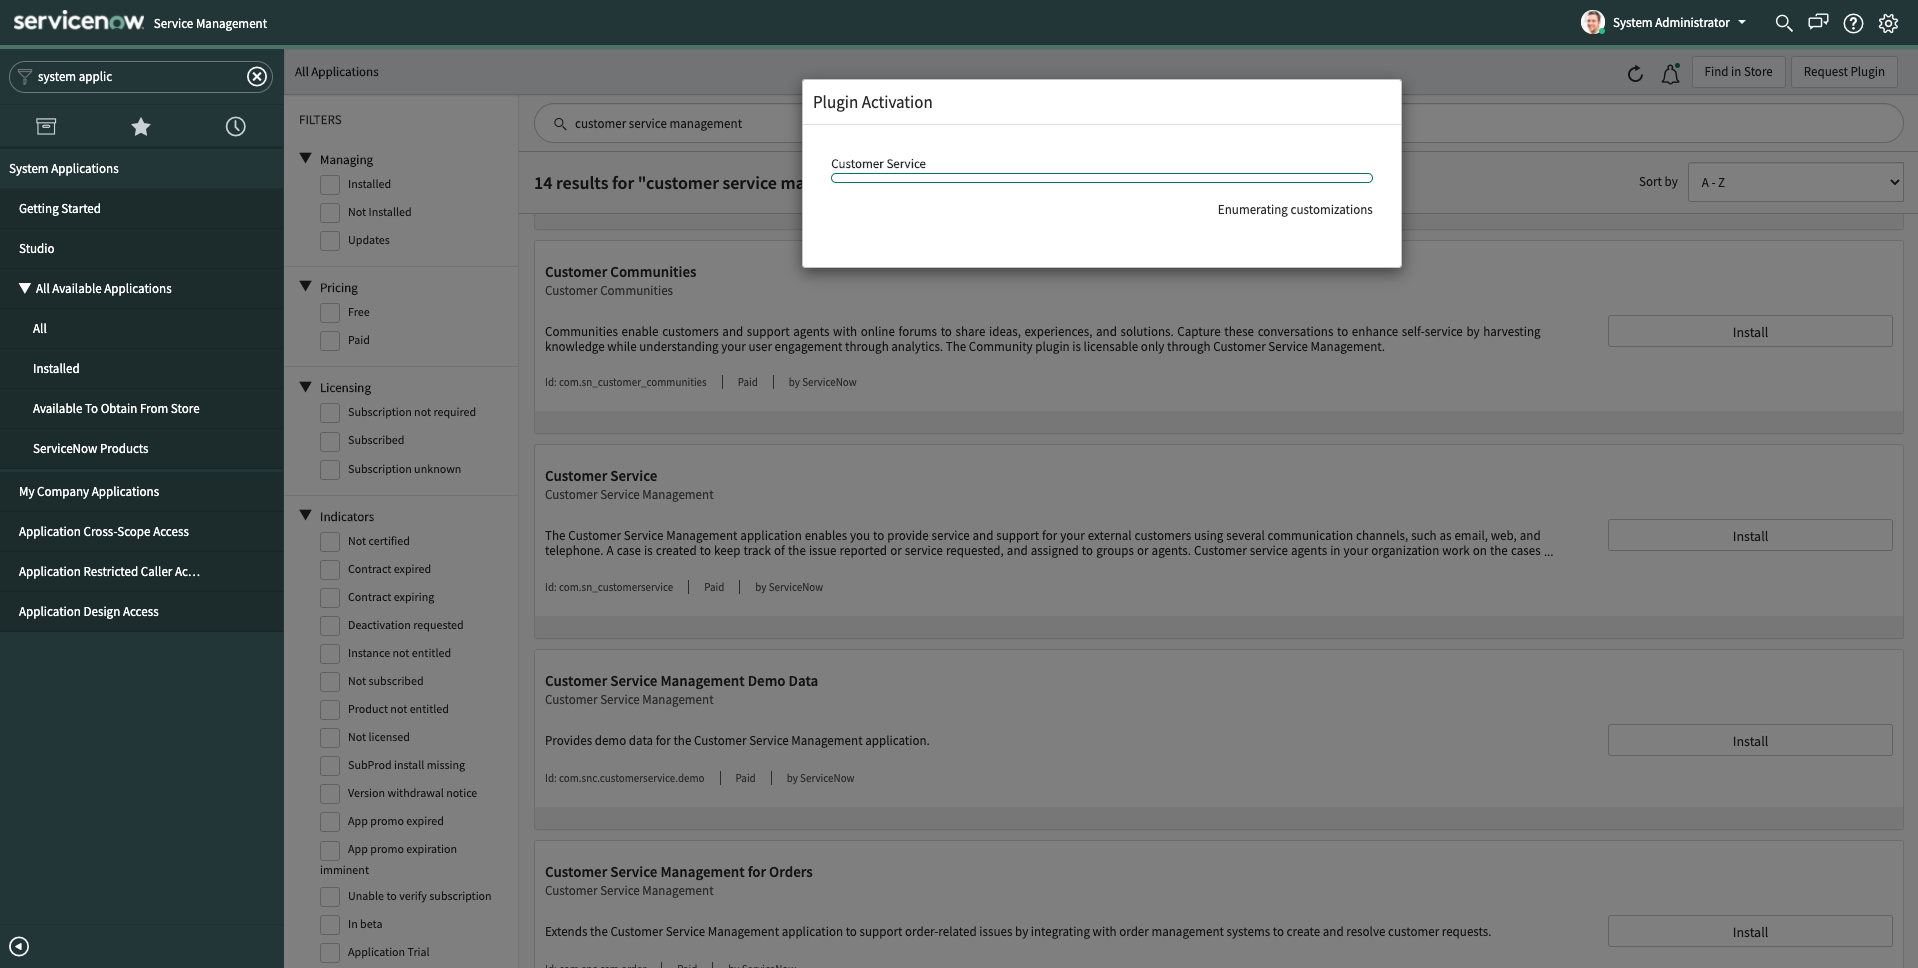 servicenow Service Management
System Administrator
system applic
System Applications
Getting Started
Studio
All Available Applications
All
Installed
Available To Obtain From Store
ServiceNow Products
My Company Applications
Application Cross-Scope Access
Application Restricted Caller Ac...
Application Design Access
All Applications
Find in Store
Request Plugin
FILTERS
Managing
Installed
Not Installed
Updates
Pricing
Free
Paid
Licensing
Subscription not required
Subscribed
Subscription unknown
Indicators
Not certified
Contract expired
Contract expiring
Deactivation requested
Instance not entitled
Not subscribed
Product not entitled
Not licensed
SubProd install missing
Version withdrawal notice
App promo expired
App promo expiration
imminent
Unable to verify subscription
In beta
Application Trial
customer service management
14 results for "customer service ma
Sort by
A - Z
Plugin Activation
Customer Service
Enumerating customizations
Customer Communities
Customer Communities
Communities enable customers and support agents with online forums to share ideas, experiences, and solutions. Capture these conversations to enhance self-service by harvesting
knowledge while understanding your user engagement through analytics. The Community plugin is licensable only through Customer Service Management.
Install
Id: com.sn_customer_communities | Paid | by ServiceNow
Customer Service
Customer Service Management
The Customer Service Management application enables you to provide service and support for your external customers using several communication channels, such as email, web, and
telephone. A case is created to keep track of the issue reported or service requested, and assigned to groups or agents. Customer service agents in your organization work on the cases ...
Install
Id: com.sn_customerservice | Paid | by ServiceNow
Customer Service Management Demo Data
Customer Service Management
Provides demo data for the Customer Service Management application.
Install
Id: com.snc.customerservice.demo | Paid | by ServiceNow
Customer Service Management for Orders
Customer Service Management
Extends the Customer Service Management application to support order-related issues by integrating with order management systems to create and resolve customer requests.
Install